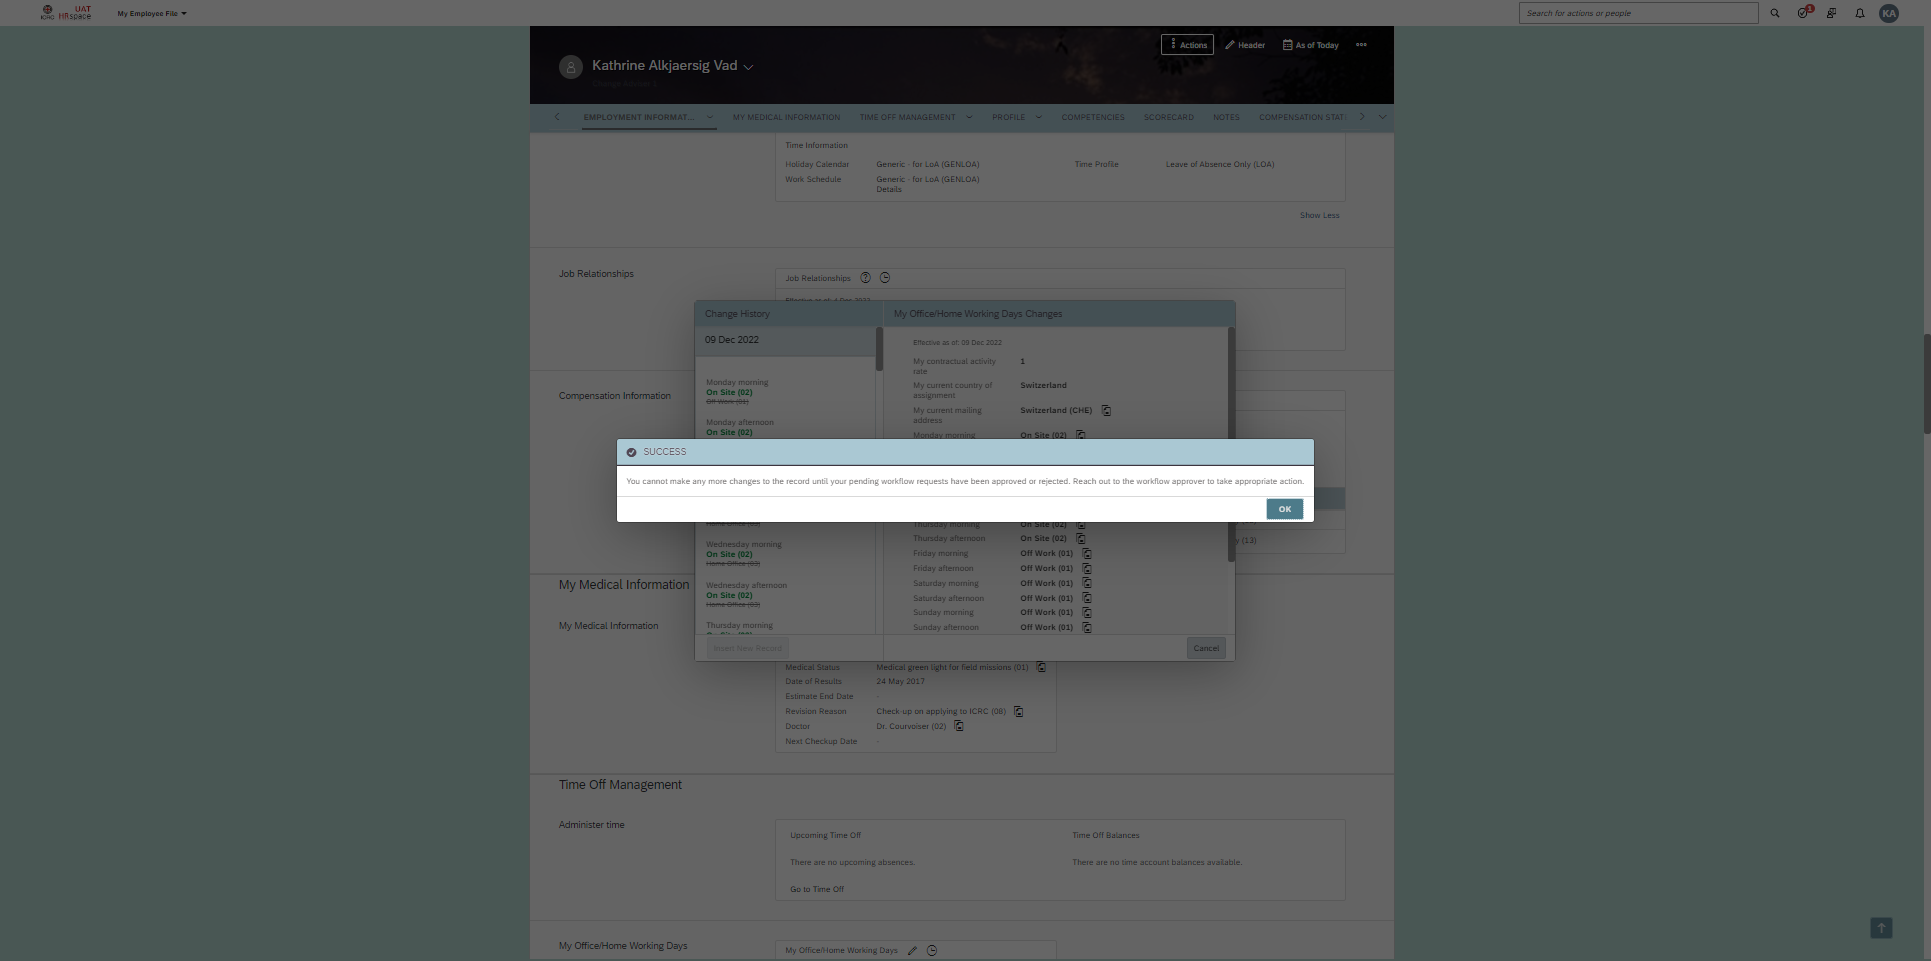 ICRC UAT
HRspace
My Employee File
Search for actions or people
1
KA
Actions
Header
As of Today
Kathrine Alkjaersig Vad
EMPLOYMENT INFORMAT...
MY MEDICAL INFORMATION
TIME OFF MANAGEMENT
PROFILE
COMPETENCIES
SCORECARD
NOTES
COMPENSATION STAT
Time Information
Holiday Calendar
Generic - for LoA (GENLOA)
Time Profile
Leave of Absence Only (LOA)
Work Schedule
Generic - for LoA (GENLOA)
Details
Show Less
Job Relationships
Job Relationships
Effective as of: 4 Dec 2022
Compensation Information
Change History
My Office/Home Working Days Changes
09 Dec 2022
Monday morning
On Site (02)
Off Work (01)
Monday afternoon
On Site (02)
Effective as of: 09 Dec 2022
My contractual activity
rate
1
My current country of
assignment
Switzerland
My current mailing
address
Switzerland (CHE)
Monday morning
On Site (02)
SUCCESS
You cannot make any more changes to the record until your pending workflow requests have been approved or rejected. Reach out to the workflow approver to take appropriate action.
OK
Home Office (03)
Wednesday morning
On Site (02)
Home Office (03)
Wednesday afternoon
On Site (02)
Home Office (03)
Thursday morning
On Site (02)
Thursday morning
On Site (02)
Thursday afternoon
On Site (02)
Friday morning
Off Work (01)
Friday afternoon
Off Work (01)
Saturday morning
Off Work (01)
Saturday afternoon
Off Work (01)
Sunday morning
Off Work (01)
Sunday afternoon
Off Work (01)
y (13)
Insert New Record
Cancel
My Medical Information
My Medical Information
Medical Status
Medical green light for field missions (01)
Date of Results
24 May 2017
Estimate End Date
-
Revision Reason
Check-up on applying to ICRC (08)
Doctor
Dr. Courvoiser (02)
Next Checkup Date
-
Time Off Management
Administer time
Upcoming Time Off
Time Off Balances
There are no upcoming absences.
There are no time account balances available.
Go to Time Off
My Office/Home Working Days
My Office/Home Working Days